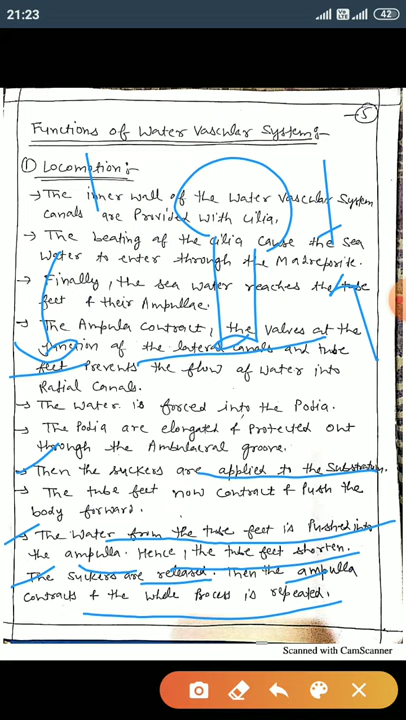 21:23
42
5
Functions of Water Vascular System:-
① Locomotion:-
→ The inner wall of the Water Vascular System
canals are Provided with cilia.
→ The beating of the cilia cause the Sea
Water to enter through the Madreporite.
→ Finally, the sea water reaches the tube
feet & their Ampullae.
→ The Ampula contract, the valves at the
Junction of the lateral canals and tube
feet Prevents the flow of water into
Radial Canals.
→ The Water is forced into the Podia.
→ The Podia are elongated & Protected out
through the Ambulacral groove.
→ Then the suckers are applied to the Substratum.
→ The tube feet now contract & Push the
body forward.
→ The Water from the tube feet is Pushed into
the ampulla. Hence, the tube feet shorten.
The suckers are released. Then the ampulla
contracts & the whole Process is repeated.
Scanned with CamScanner